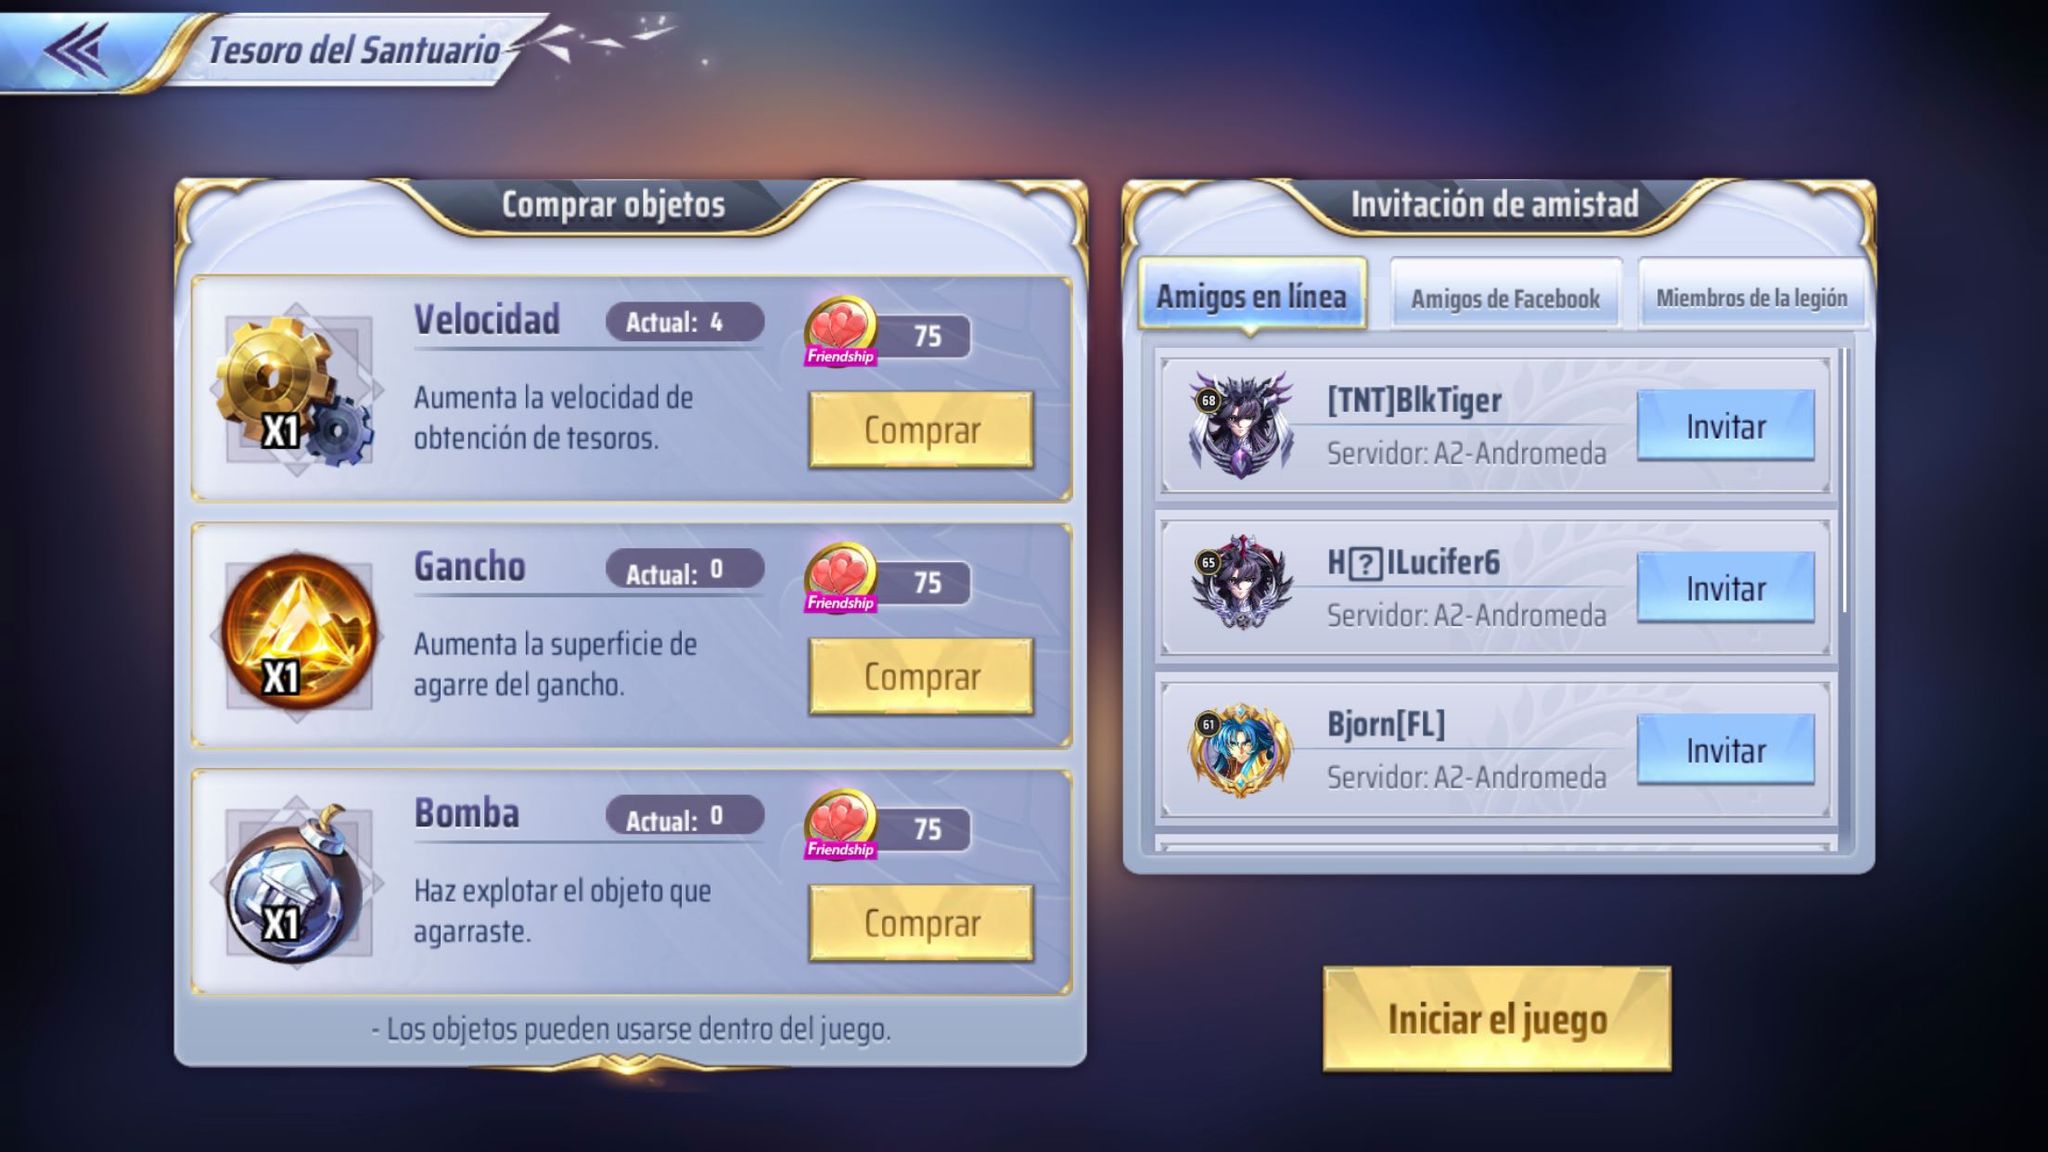 Tesoro del Santuario
Comprar objetos
Velocidad
Actual: 4
Friendship
75
X1
Aumenta la velocidad de
obtención de tesoros.
Comprar
Gancho
Actual: 0
Friendship
75
X1
Aumenta la superficie de
agarre del gancho.
Comprar
Bomba
Actual: 0
Friendship
75
X1
Haz explotar el objeto que
agarraste.
Comprar
- Los objetos pueden usarse dentro del juego.
Invitación de amistad
Amigos en línea
Amigos de Facebook
Miembros de la legión
68
[TNT]BlkTiger
Servidor: A2-Andromeda
Invitar
65
H⍰lLucifer6
Servidor: A2-Andromeda
Invitar
61
Bjorn[FL]
Servidor: A2-Andromeda
Invitar
Iniciar el juego